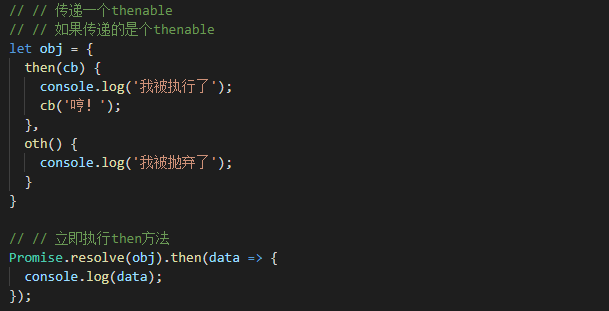 // // 传递一个thenable
// // 如果传递的是个thenable
let obj = {
  then(cb) {
    console.log('我被执行了');
    cb('哼！');
  },
  oth() {
    console.log('我被抛弃了');
  }
}

// // 立即执行then方法
Promise.resolve(obj).then(data => {
  console.log(data);
});